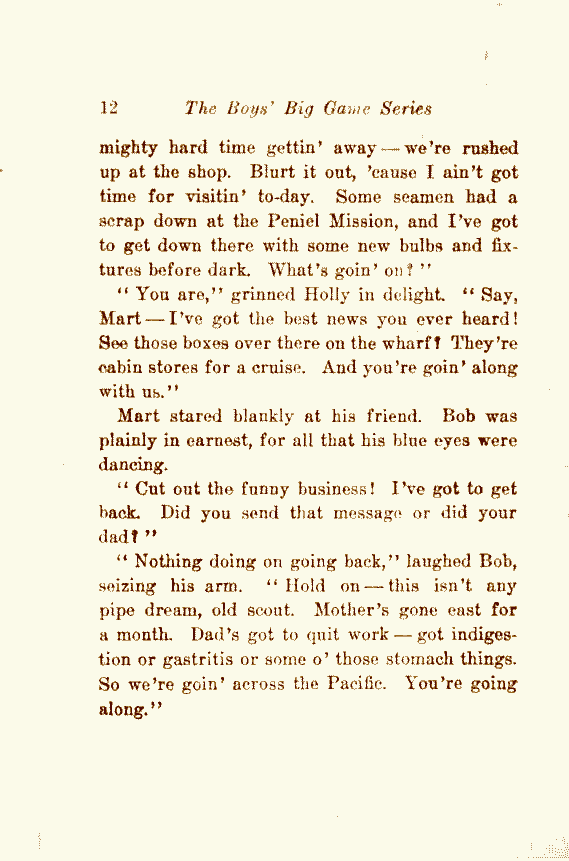 12 The Boys' Big Game Series
mighty hard time gettin' away — we're rushed
up at the shop. Blurt it out, 'cause I ain't got
time for visitin' to-day. Some seamen had a
scrap down at the Peniel Mission, and I've got
to get down there with some new bulbs and fix-
tures before dark. What's goin' on? "
" You are," grinned Holly in delight. " Say,
Mart — I've got the best news you ever heard!
See those boxes over there on the wharf? They're
cabin stores for a cruise. And you're goin' along
with us."
Mart stared blankly at his friend. Bob was
plainly in earnest, for all that his blue eyes were
dancing.
" Cut out the funny business! I've got to get
back. Did you send that message or did your
dad? "
" Nothing doing on going back," laughed Bob,
seizing his arm. " Hold on — this isn't any
pipe dream, old scout. Mother's gone east for
a month. Dad's got to quit work — got indiges-
tion or gastritis or some o' those stomach things.
So we're goin' across the Pacific. You're going
along."